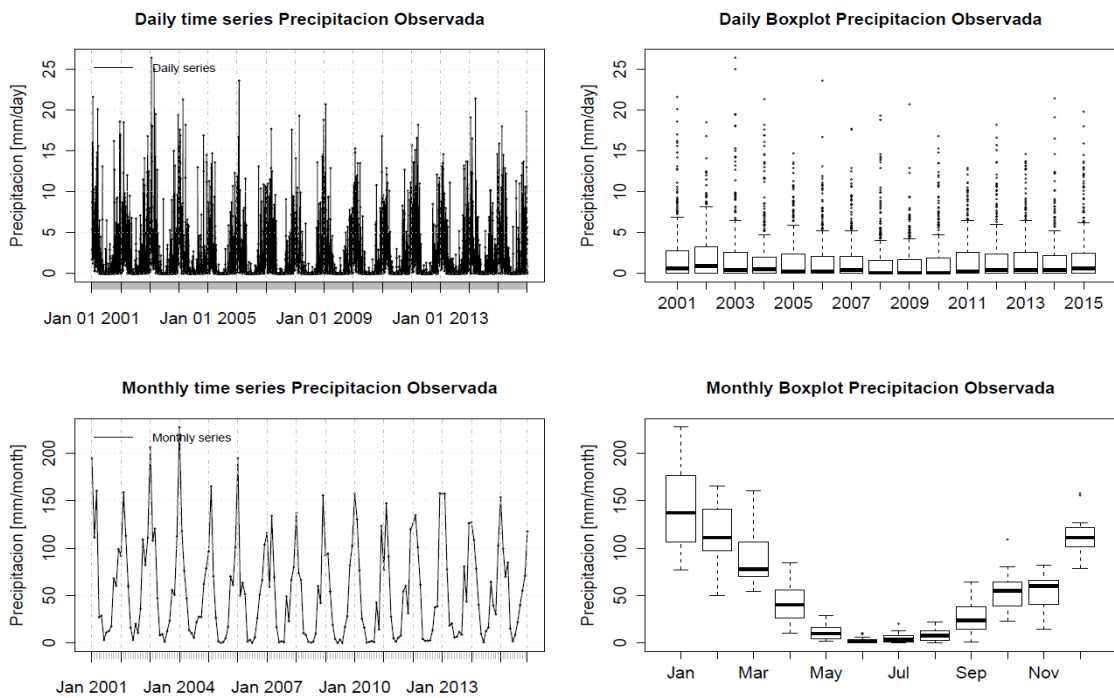 Daily time series Precipitacion Observada
Precipitacion [mm/day]
25
20
15
10
5
0
Daily series
Jan 01 2001 Jan 01 2005 Jan 01 2009 Jan 01 2013
Daily Boxplot Precipitacion Observada
Precipitacion [mm/day]
25
20
15
10
5
0
2001 2003 2005 2007 2009 2011 2013 2015
Monthly time series Precipitacion Observada
Precipitacion [mm/month]
200
150
100
50
0
Monthly series
Jan 2001 Jan 2004 Jan 2007 Jan 2010 Jan 2013
Monthly Boxplot Precipitacion Observada
Precipitacion [mm/month]
200
150
100
50
0
Jan Mar May Jul Sep Nov